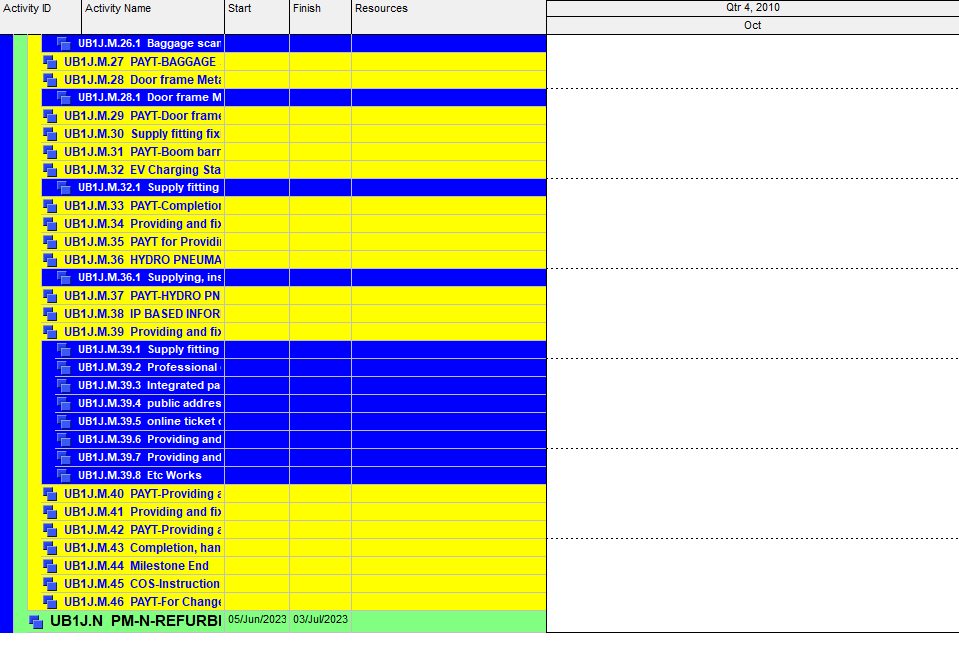 Activity ID Activity Name Start Finish Resources Qtr 4, 2010
Oct
UB1J.M.26.1 Baggage scan
UB1J.M.27 PAYT-BAGGAGE
UB1J.M.28 Door frame Meta
UB1J.M.28.1 Door frame M
UB1J.M.29 PAYT-Door frame
UB1J.M.30 Supply fitting fix
UB1J.M.31 PAYT-Boom barr
UB1J.M.32 EV Charging Sta
UB1J.M.32.1 Supply fitting
UB1J.M.33 PAYT-Completion
UB1J.M.34 Providing and fix
UB1J.M.35 PAYT for Providi
UB1J.M.36 HYDRO PNEUMA
UB1J.M.36.1 Supplying, ins
UB1J.M.37 PAYT-HYDRO PN
UB1J.M.38 IP BASED INFOR
UB1J.M.39 Providing and fix
UB1J.M.39.1 Supply fitting
UB1J.M.39.2 Professional
UB1J.M.39.3 Integrated pa
UB1J.M.39.4 public addres
UB1J.M.39.5 online ticket c
UB1J.M.39.6 Providing and
UB1J.M.39.7 Providing and
UB1J.M.39.8 Etc Works
UB1J.M.40 PAYT-Providing a
UB1J.M.41 Providing and fix
UB1J.M.42 PAYT-Providing a
UB1J.M.43 Completion, han
UB1J.M.44 Milestone End
UB1J.M.45 COS-Instruction
UB1J.M.46 PAYT-For Change
UB1J.N PM-N-REFURBI 05/Jun/2023 03/Jul/2023